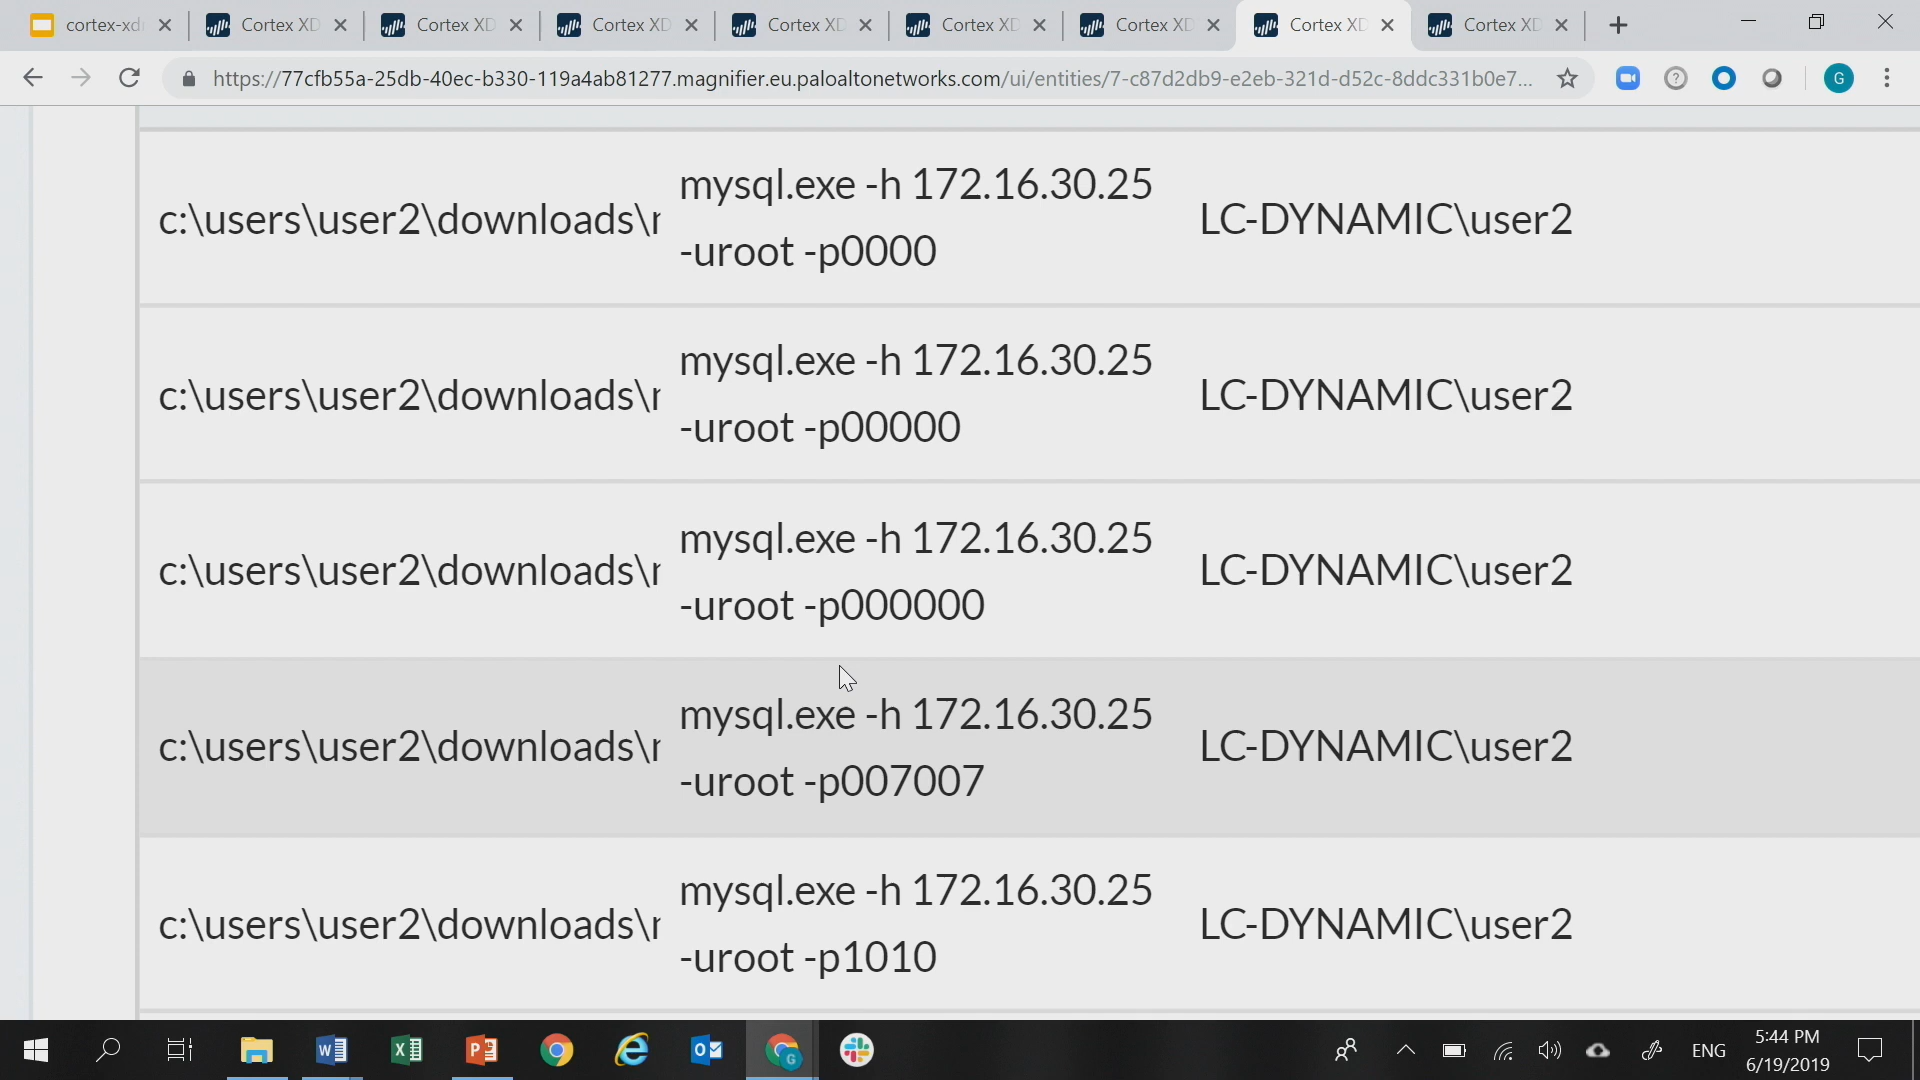 cortex-xd
Cortex XD
Cortex XD
Cortex XD
Cortex XD
Cortex XD
Cortex XD
Cortex XD
Cortex XD
https://77cfb55a-25db-40ec-b330-119a4ab81277.magnifier.eu.paloaltonetworks.com/ui/entities/7-c87d2db9-e2eb-321d-d52c-8ddc331b0e7...
G
mysql.exe -h 172.16.30.25
c:\users\user2\downloads\
LC-DYNAMIC\user2
-uroot -p0000
mysql.exe -h 172.16.30.25
c:\users\user2\downloads\
LC-DYNAMIC\user2
-uroot -p00000
mysql.exe -h 172.16.30.25
c:\users\user2\downloads\
LC-DYNAMIC\user2
-uroot -p000000
mysql.exe -h 172.16.30.25
c:\users\user2\downloads\
LC-DYNAMIC\user2
-uroot -p007007
mysql.exe -h 172.16.30.25
c:\users\user2\downloads\
LC-DYNAMIC\user2
-uroot -p1010
ENG
5:44 PM
6/19/2019